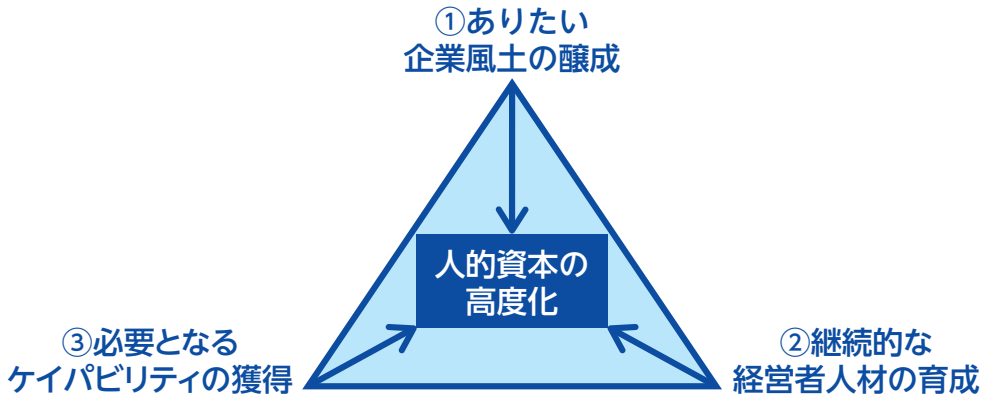 ①ありたい
企業風土の醸成
人的資本の
高度化
②継続的な
経営者人材の育成
③必要となる
ケイパビリティの獲得